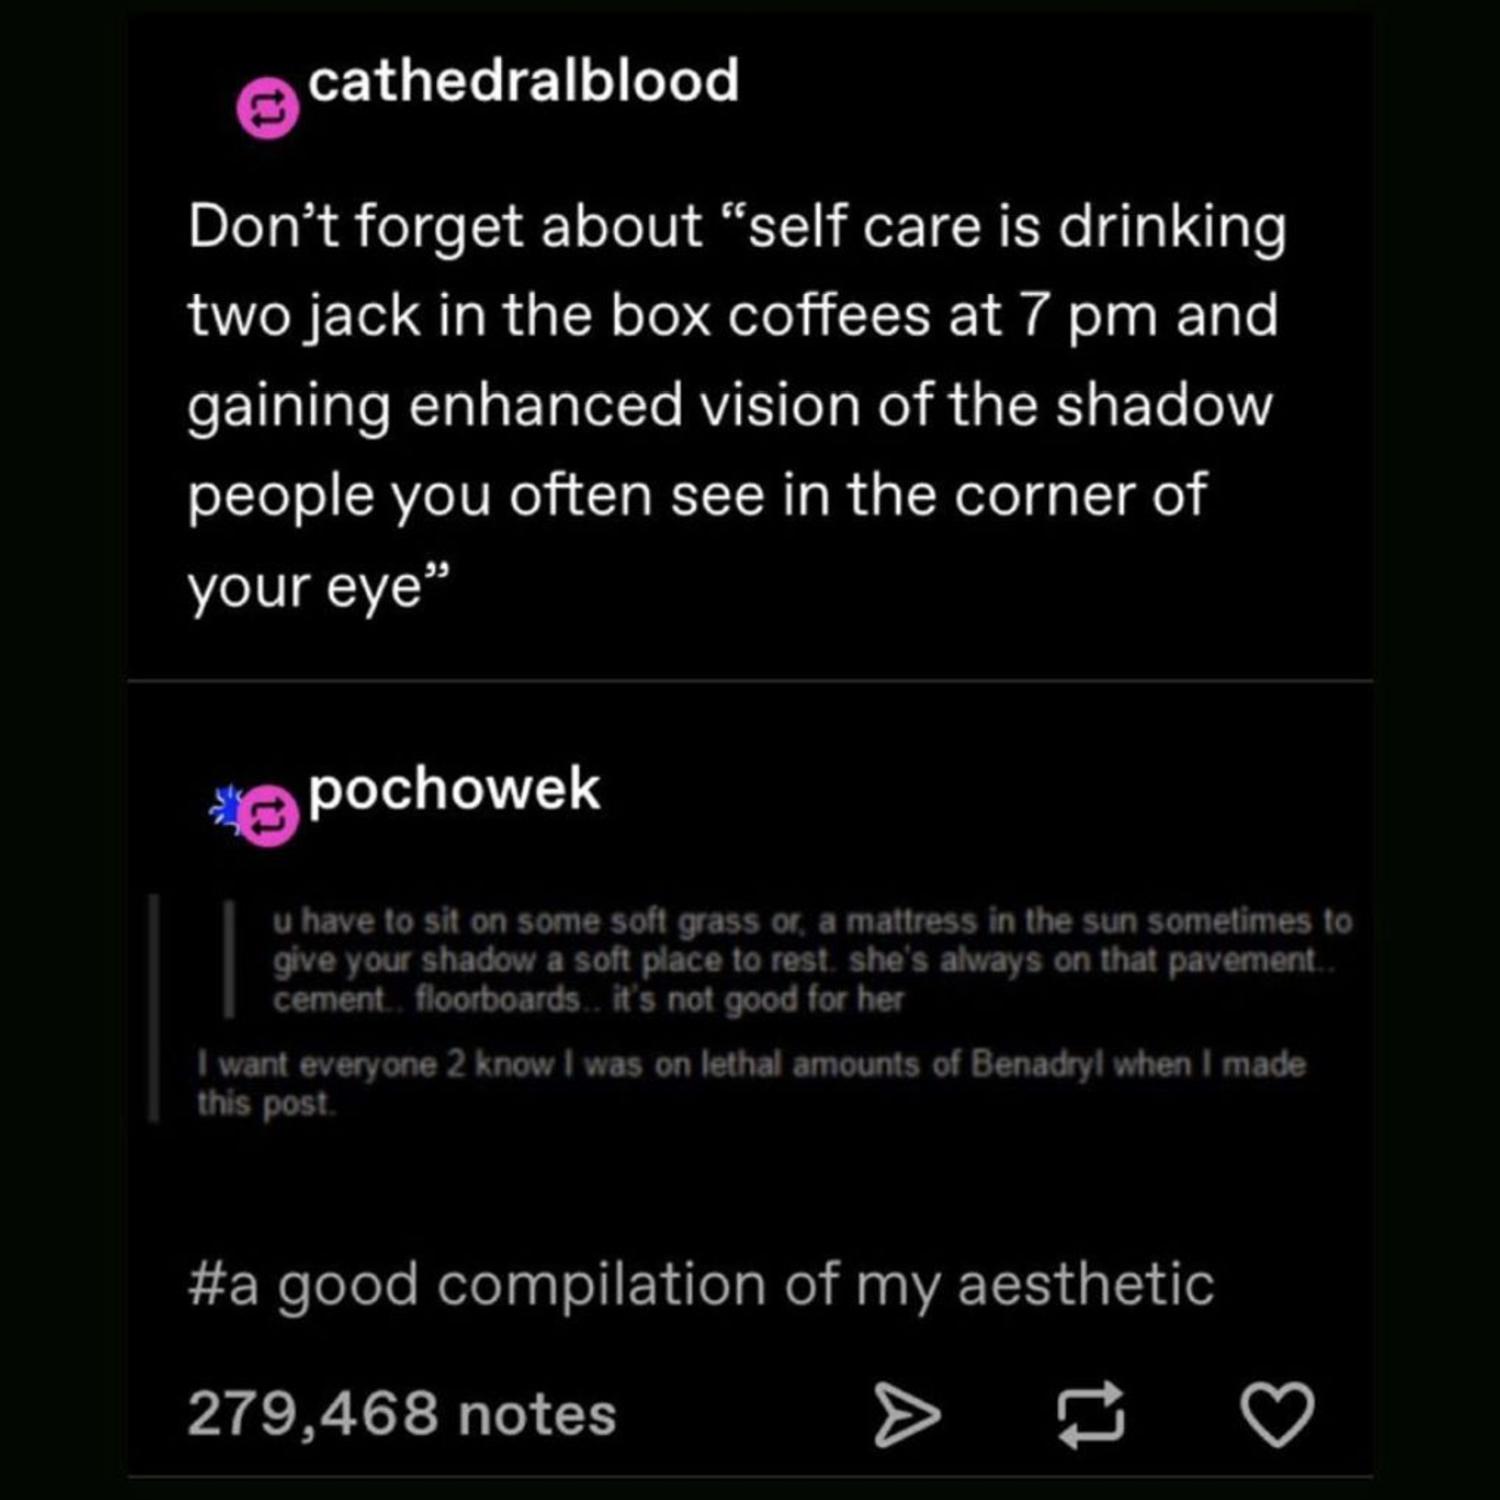 cathedralblood
Don’t forget about “self care is drinking
two jack in the box coffees at 7 pm and
gaining enhanced vision of the shadow
people you often see in the corner of
your eye”
pochowek
u have to sit on some soft grass or, a mattress in the sun sometimes to
give your shadow a soft place to rest. she's always on that pavement..
cement.. floorboards.. it's not good for her
I want everyone 2 know I was on lethal amounts of Benadryl when I made
this post.
#a good compilation of my aesthetic
279,468 notes